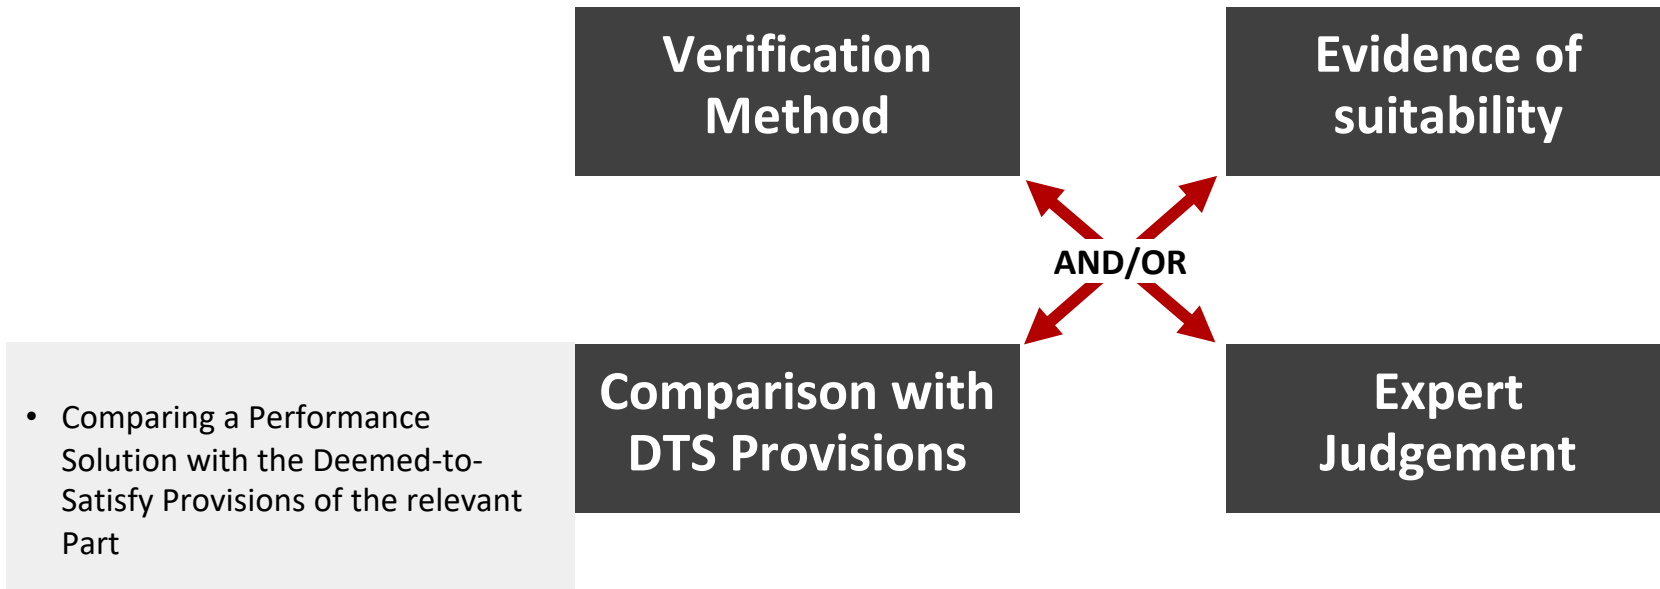 Verification
Method
Evidence of
suitability
AND/OR
Comparison with
DTS Provisions
Expert
Judgement
• Comparing a Performance
Solution with the Deemed-to-
Satisfy Provisions of the relevant
Part